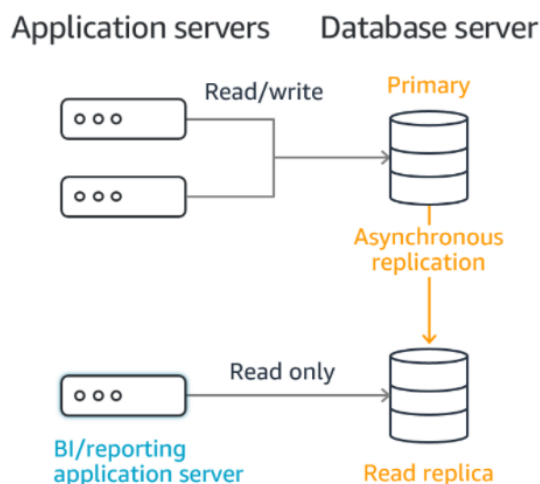 Application servers
Database server
Read/write
Primary
Asynchronous
replication
Read only
BI/reporting
application server
Read replica